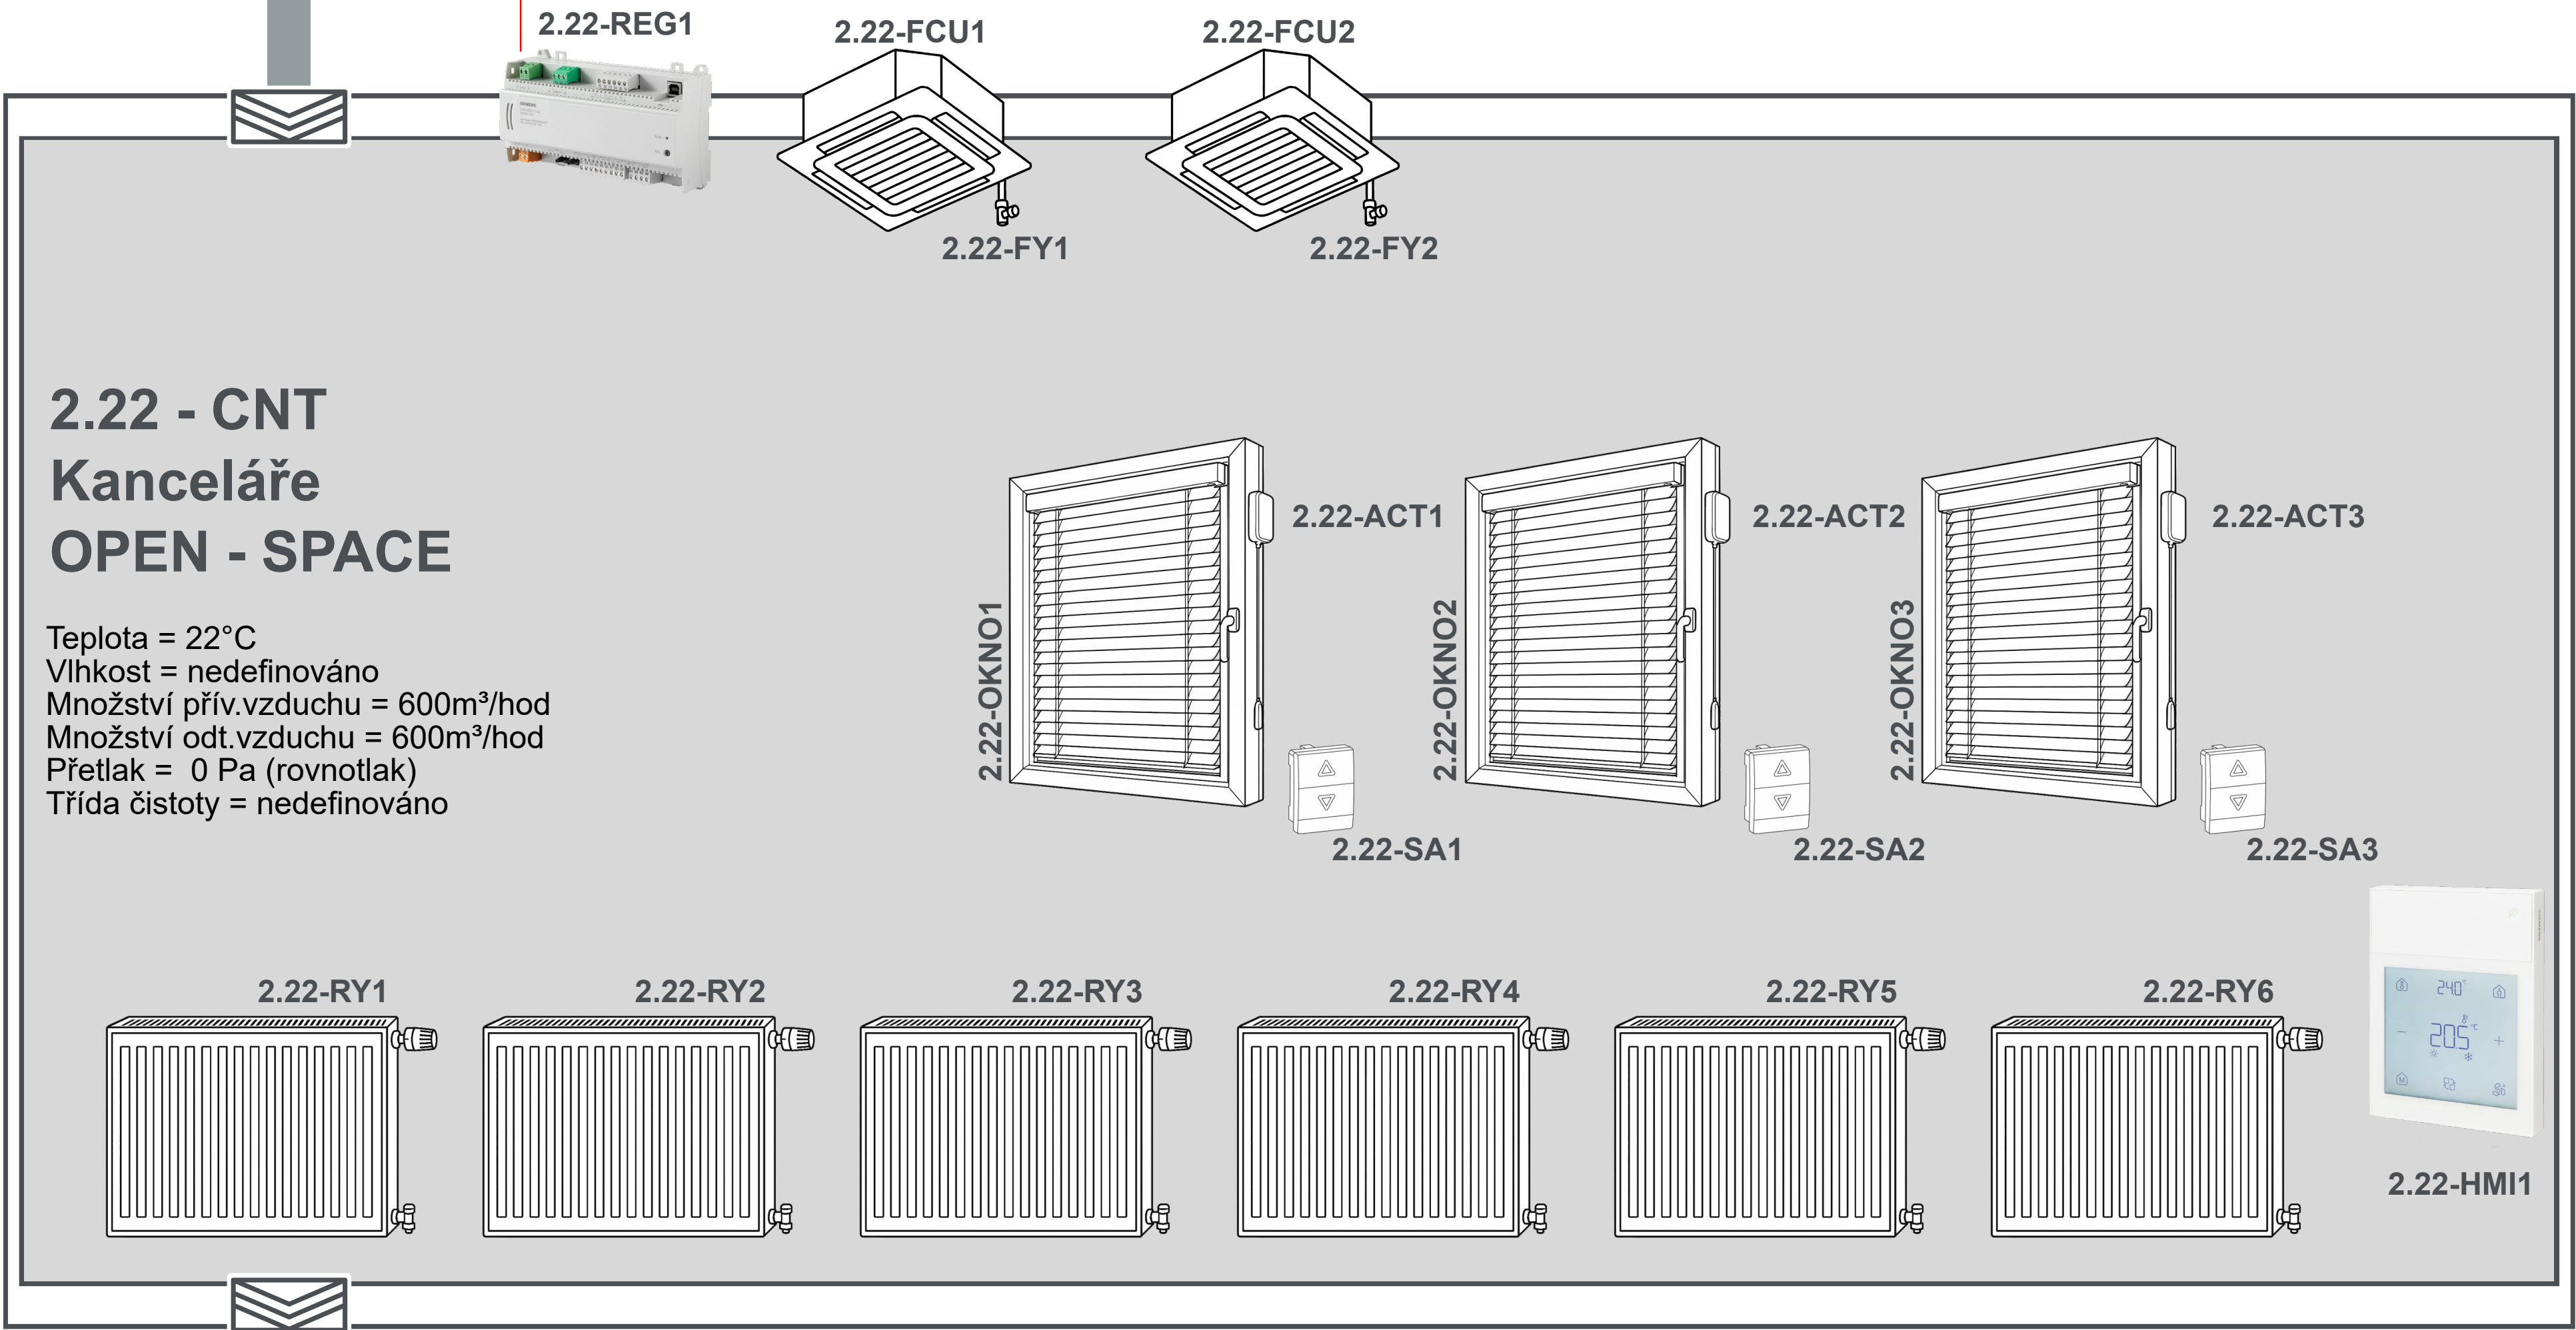 2.22-REG1
2.22-FCU1
2.22-FCU2
SIEMENS
2.22-FY1
2.22-FY2
2.22 - CNT
Kanceláře
OPEN - SPACE
Teplota = 22°C
Vlhkost = nedefinováno
Množství přív.vzduchu = 600m³/hod
Množství odt.vzduchu = 600m³/hod
Přetlak =  0 Pa (rovnotlak)
Třída čistoty = nedefinováno
2.22-OKNO1
2.22-ACT1
2.22-OKNO2
2.22-ACT2
2.22-OKNO3
2.22-ACT3
2.22-SA1
2.22-SA2
2.22-SA3
2.22-RY1
2.22-RY2
2.22-RY3
2.22-RY4
2.22-RY5
2.22-RY6
240°
20.5 °C
M
2.22-HMI1